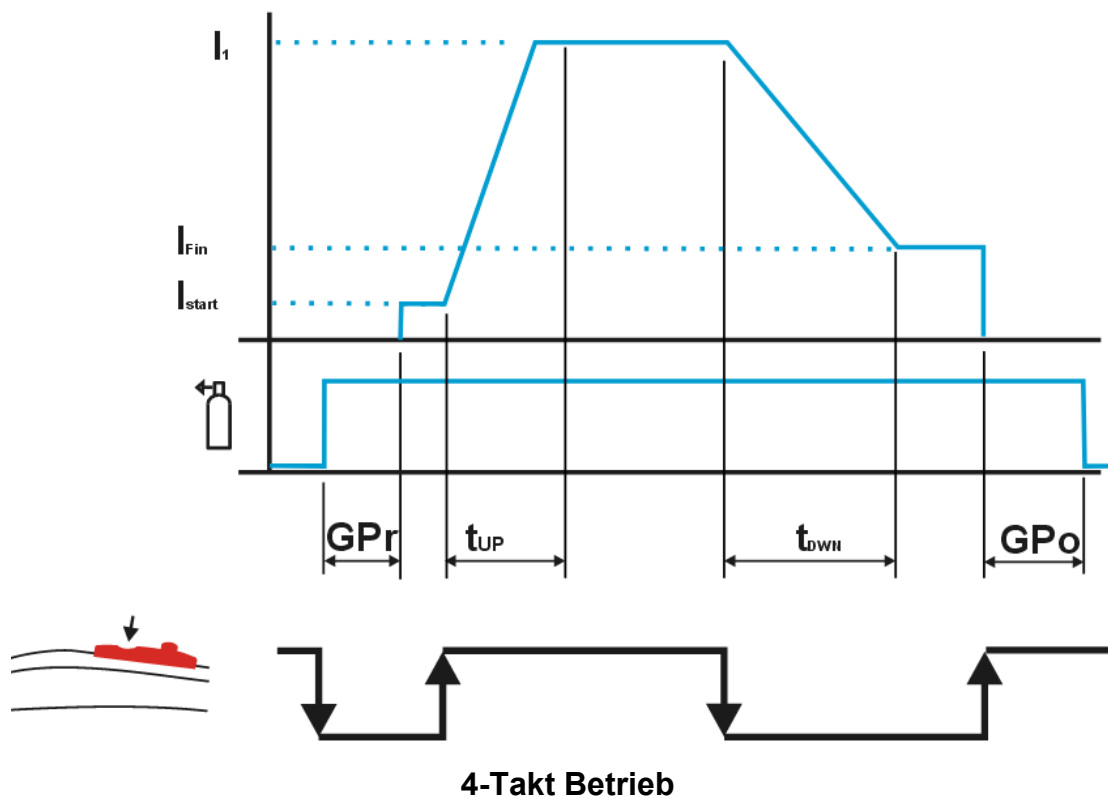 I1
IFin
Istart
GPr
tUP
tDWN
GPo
4-Takt Betrieb